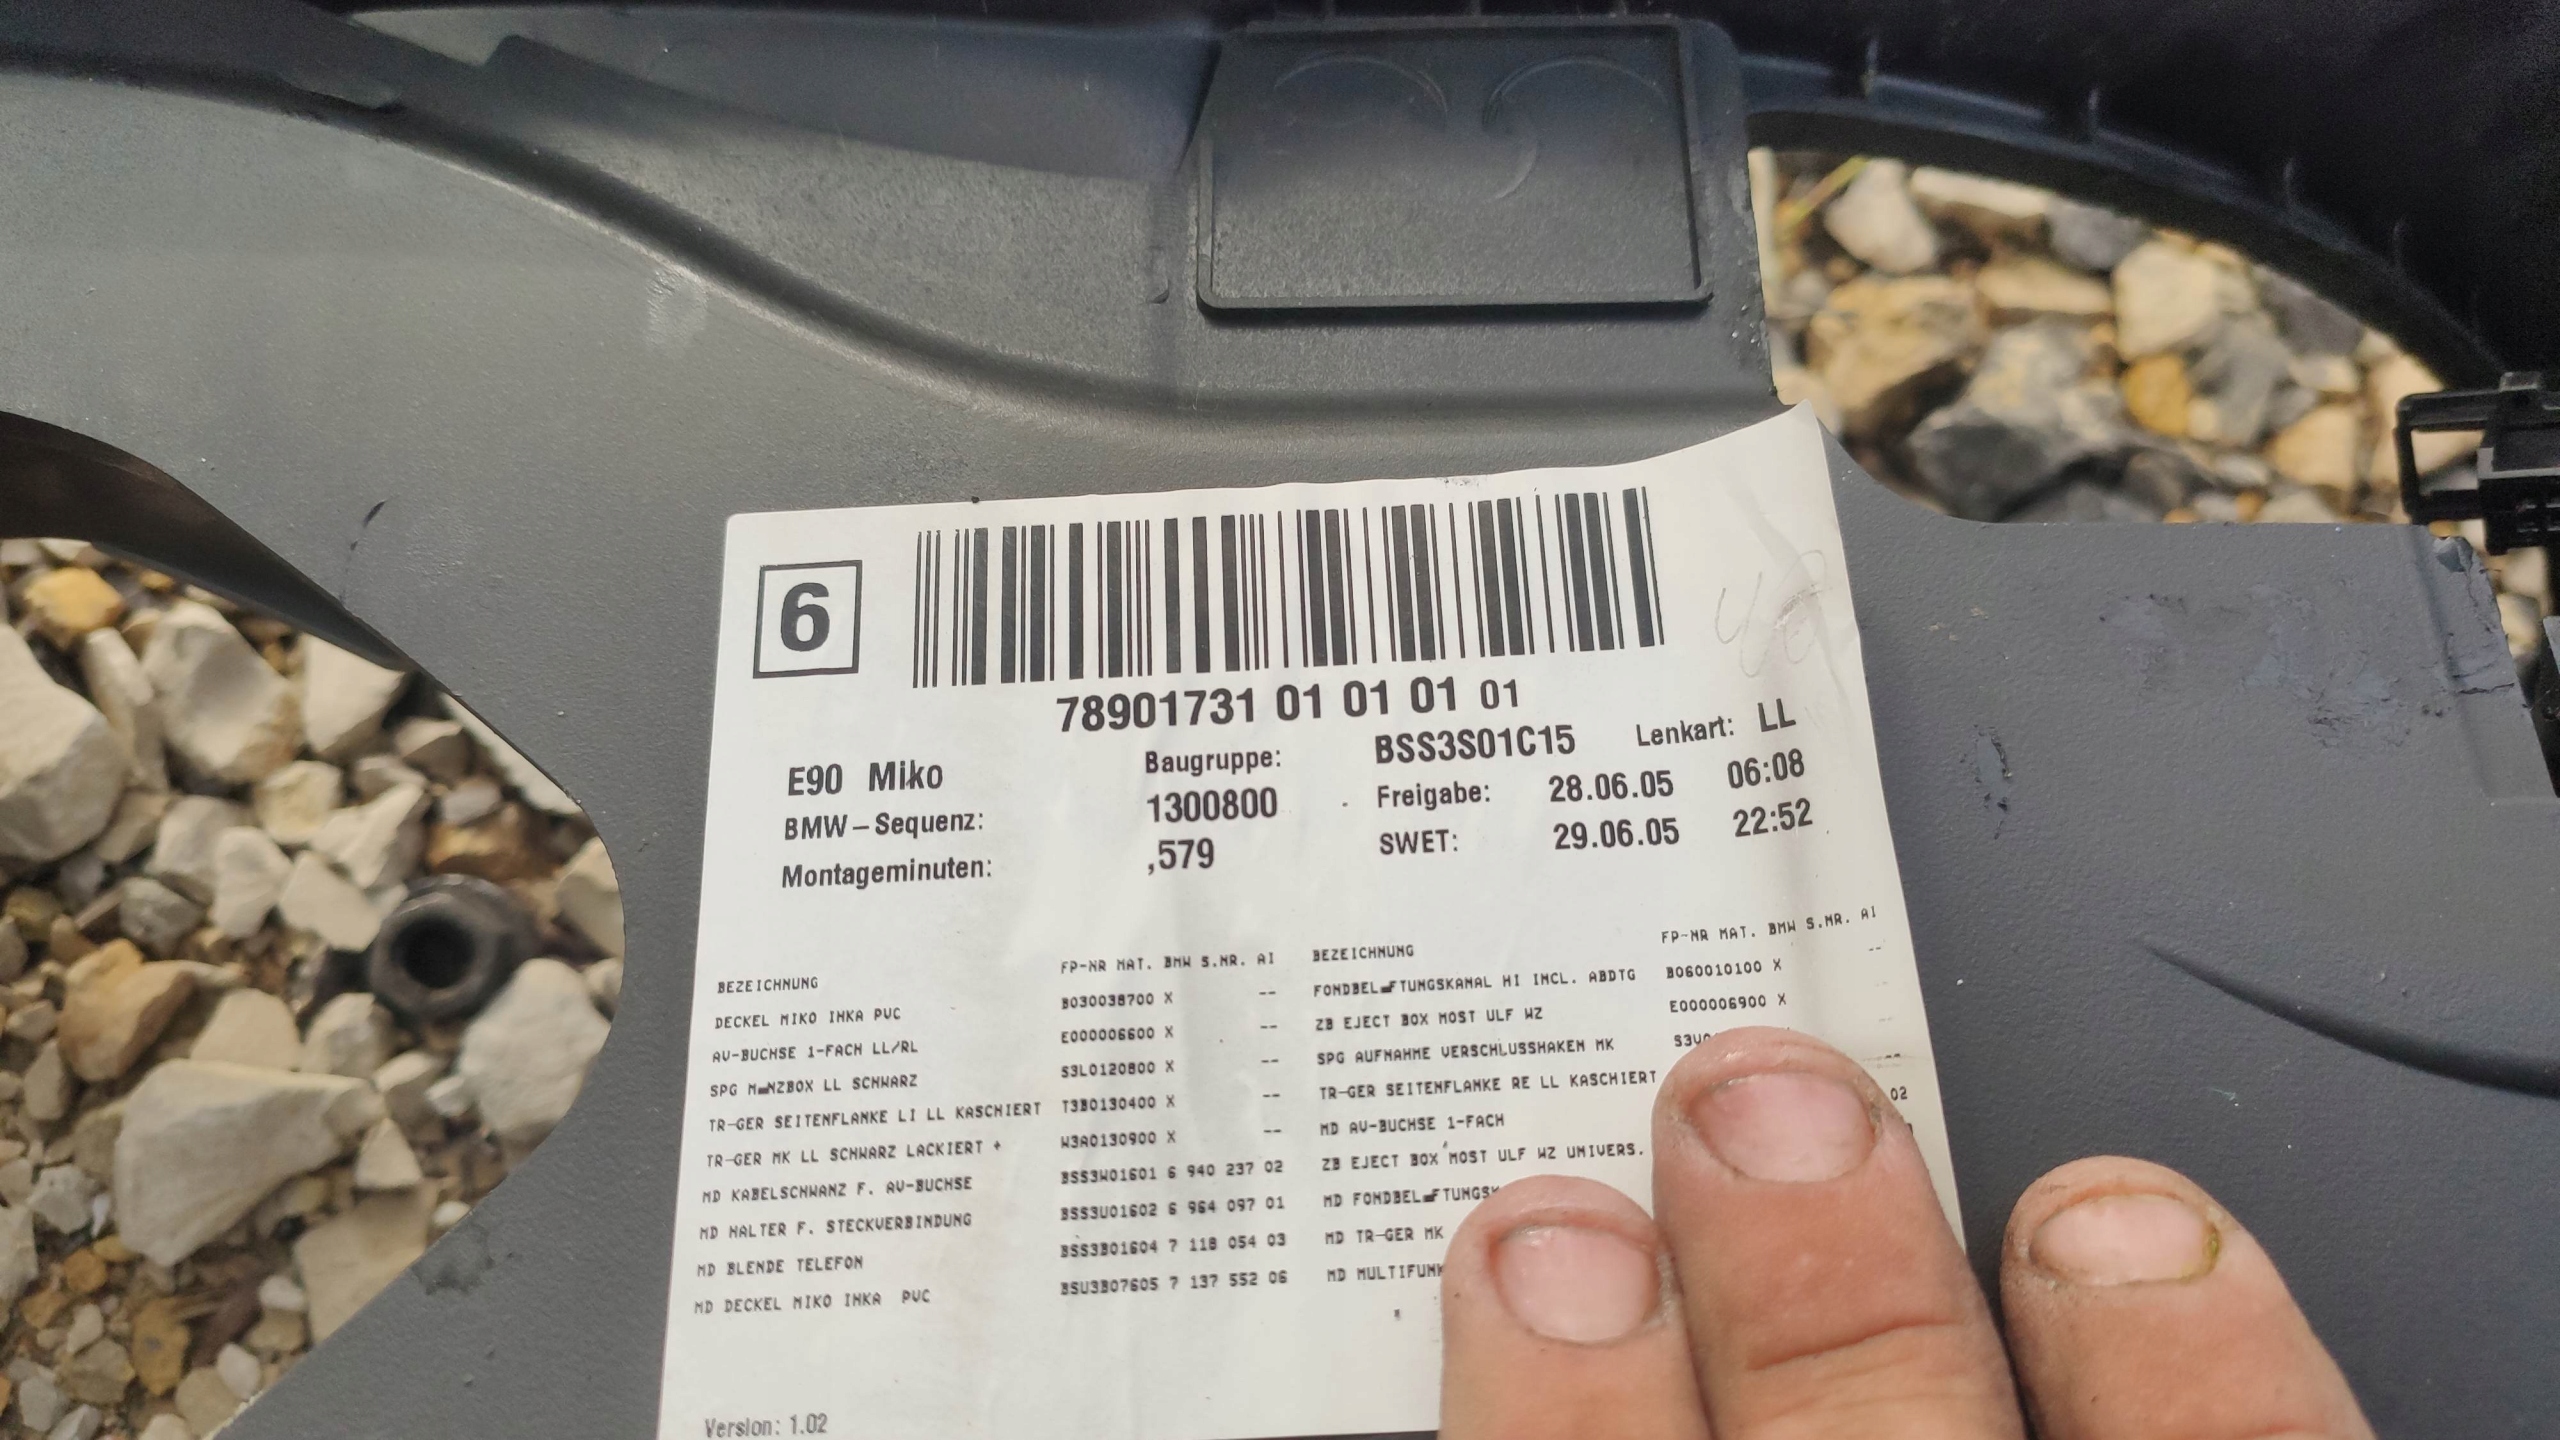 6
78901731 01 01 01 01
E90 Miko
Baugruppe: BSS3S01C15 Lenkart: LL
BMW-Sequenz: 1300800 Freigabe: 28.06.05 06:08
Montageminuten: ,579 SWET: 29.06.05 22:52
BEZEICHNUNG FP-NR MAT. BMW S.NR. AI
DECKEL MIKO INKA PVC B030038700 X --
AV-BUCHSE 1-FACH LL/RL E000006600 X --
SPG M▄NZBOX LL SCHWARZ S3L0120800 X --
TR-GER SEITENFLANKE LI LL KASCHIERT T3B0130400 X --
TR-GER MK LL SCHWARZ LACKIERT + W3A0130900 X --
MD KABELSCHWANZ F. AV-BUCHSE BSS3W01601 6 940 237 02
MD HALTER F. STECKVERBINDUNG BSS3U01602 6 964 097 01
MD BLENDE TELEFON BSS3B01604 7 118 054 03
MD DECKEL MIKO INKA PVC BSU3B07605 7 137 552 06
BEZEICHNUNG FP-NR MAT. BMW S.NR. AI
FONDBEL▄FTUNGSKANAL HI INCL. ABDTG B060010100 X --
ZB EJECT BOX MOST ULF WZ E000006900 X --
SPG AUFNAHME VERSCHLUSSHAKEN MK --
TR-GER SEITENFLANKE RE LL KASCHIERT
MD AV-BUCHSE 1-FACH 02
ZB EJECT BOX MOST ULF WZ UNIVERS.
MD FONDBEL▄FTUNGSK
MD TR-GER MK
MD MULTIFUNK
Version: 1.02